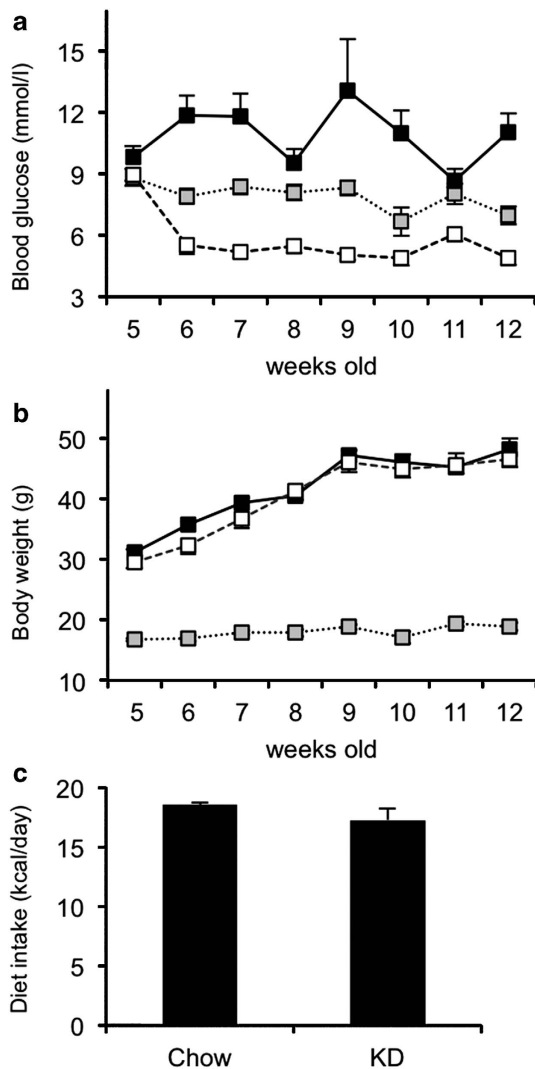 a
Blood glucose (mmol/l)
15
12
9
6
3
5 6 7 8 9 10 11 12
weeks old
b
Body weight (g)
50
40
30
20
10
5 6 7 8 9 10 11 12
weeks old
c
Diet intake (kcal/day)
20
15
10
5
0
Chow KD